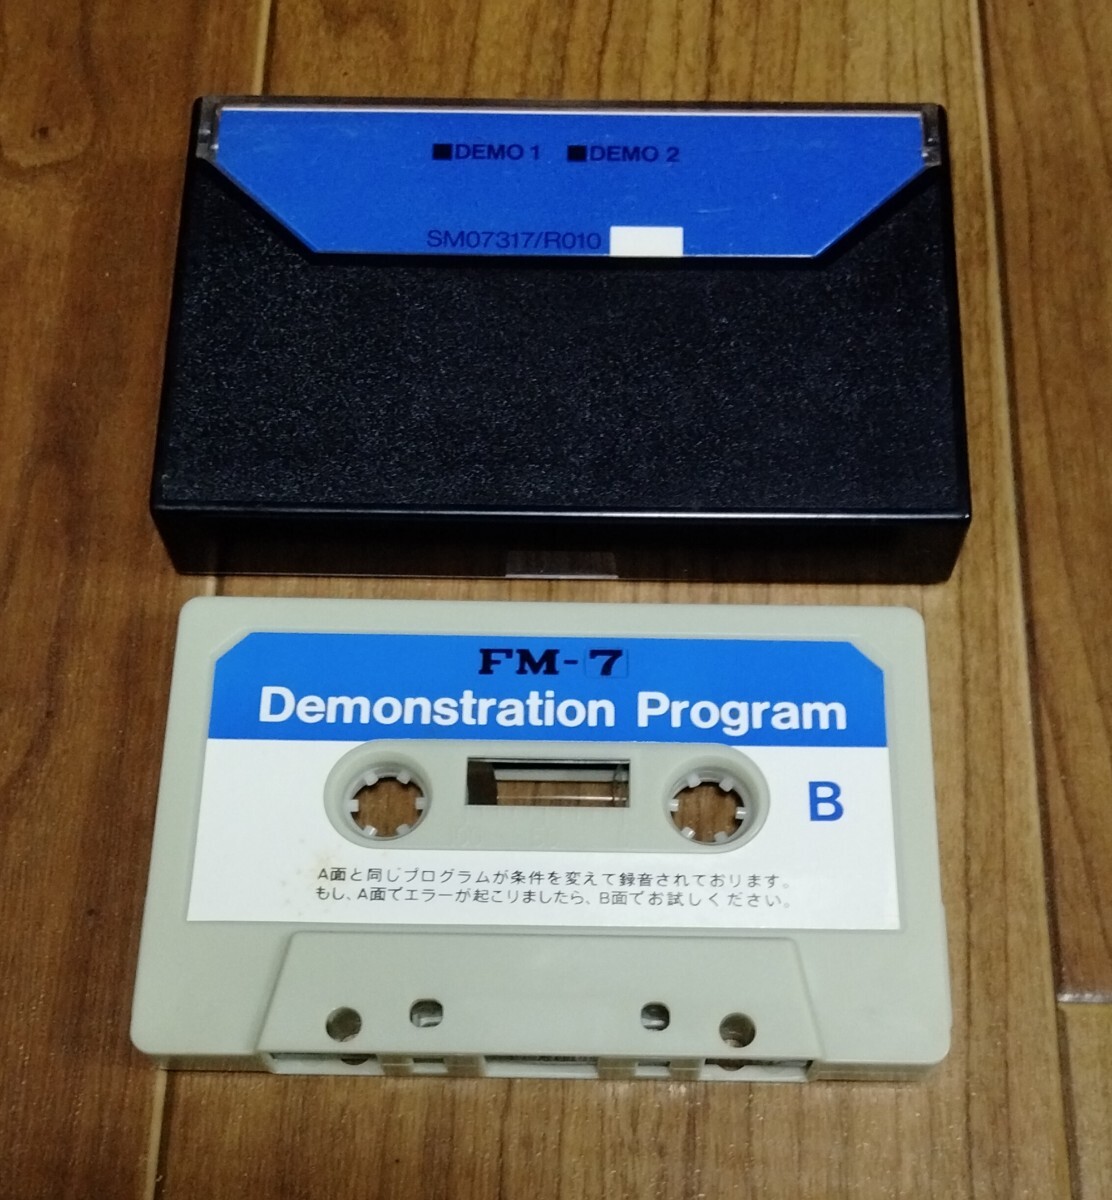 ■DEMO 1 ■DEMO 2
SM07317/R010
FM-7
Demonstration Program
B
A面と同じプログラムが条件を変えて録音されております。
もし、A面でエラーが起こりましたら、B面でお試しください。